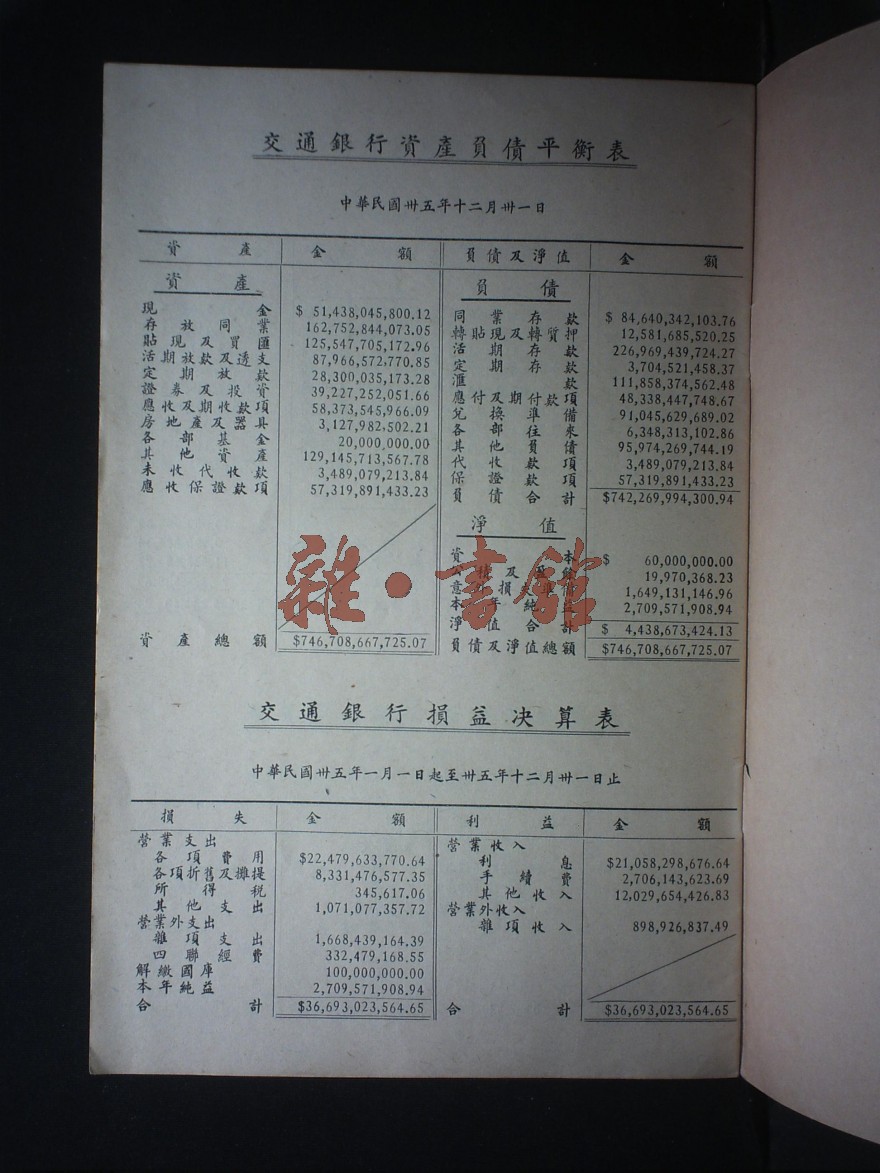 交通銀行資產負債平衡表
中華民國卅五年十二月卅一日
資產 金額 負債及淨值 金額
資產 負債
現金 $ 51,438,045,800.12 同業存款 $ 84,640,342,103.76
存放同業 162,752,844,073.05 轉貼現及轉質押 12,581,685,520.25
貼現及買匯 125,547,705,172.96 活期存款 226,969,439,724.27
活期放款及透支 87,966,572,770.85 定期存款 3,704,521,458.37
定期放款 28,300,035,173.28 匯款 111,858,374,562.48
證券及投資 39,227,252,051.66 應付及期付款項 48,338,447,748.67
應收及期收款項 58,373,545,966.09 兌換準備 91,045,629,689.02
房地產及器具 3,127,982,502.21 各部往來 6,348,313,102.86
各部基金 20,000,000.00 其他負債 95,974,269,744.19
其他資產 129,145,713,567.78 代收款項 3,489,079,213.84
未收代收款 3,489,079,213.84 保證款項 57,319,891,433.23
應收保證款項 57,319,891,433.23 負債合計 $742,269,994,300.94
淨值
資本 $ 60,000,000.00
公積及盈餘 19,970,368.23
意外損失準備 1,649,131,146.96
本年純益 2,709,571,908.94
淨值合計 $ 4,438,673,424.13
資產總額 $746,708,667,725.07 負債及淨值總額 $746,708,667,725.07
雜·書館
交通銀行損益決算表
中華民國卅五年一月一日起至卅五年十二月卅一日止
損失 金額 利益 金額
營業支出 營業收入
各項費用 $22,479,633,770.64 利息 $21,058,298,676.64
各項折舊及攤提 8,331,476,577.35 手續費 2,706,143,623.69
所得稅 345,617.06 其他收入 12,029,654,426.83
其他支出 1,071,077,357.72 營業外收入
營業外支出 雜項收入 898,926,837.49
雜項支出 1,668,439,164.39
四聯經費 332,479,168.55
解繳國庫 100,000,000.00
本年純益 2,709,571,908.94
合計 $36,693,023,564.65 合計 $36,693,023,564.65